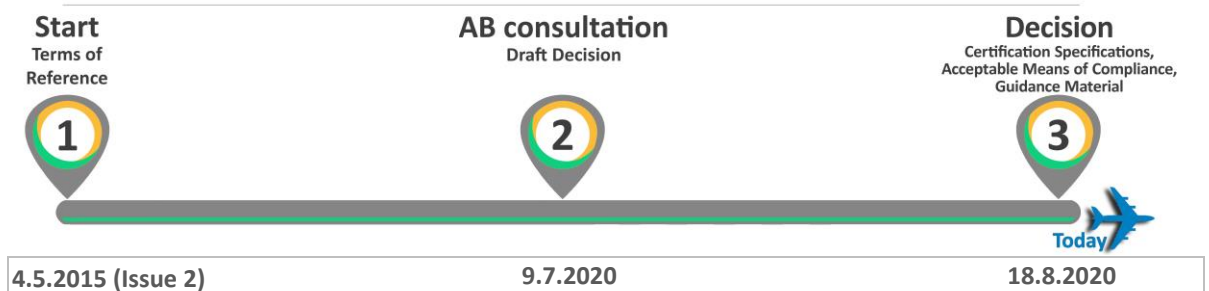 Start
Terms of
Reference
AB consultation
Draft Decision
Decision
Certification Specifications,
Acceptable Means of Compliance,
Guidance Material
1
2
3
Today
4.5.2015 (Issue 2)
9.7.2020
18.8.2020